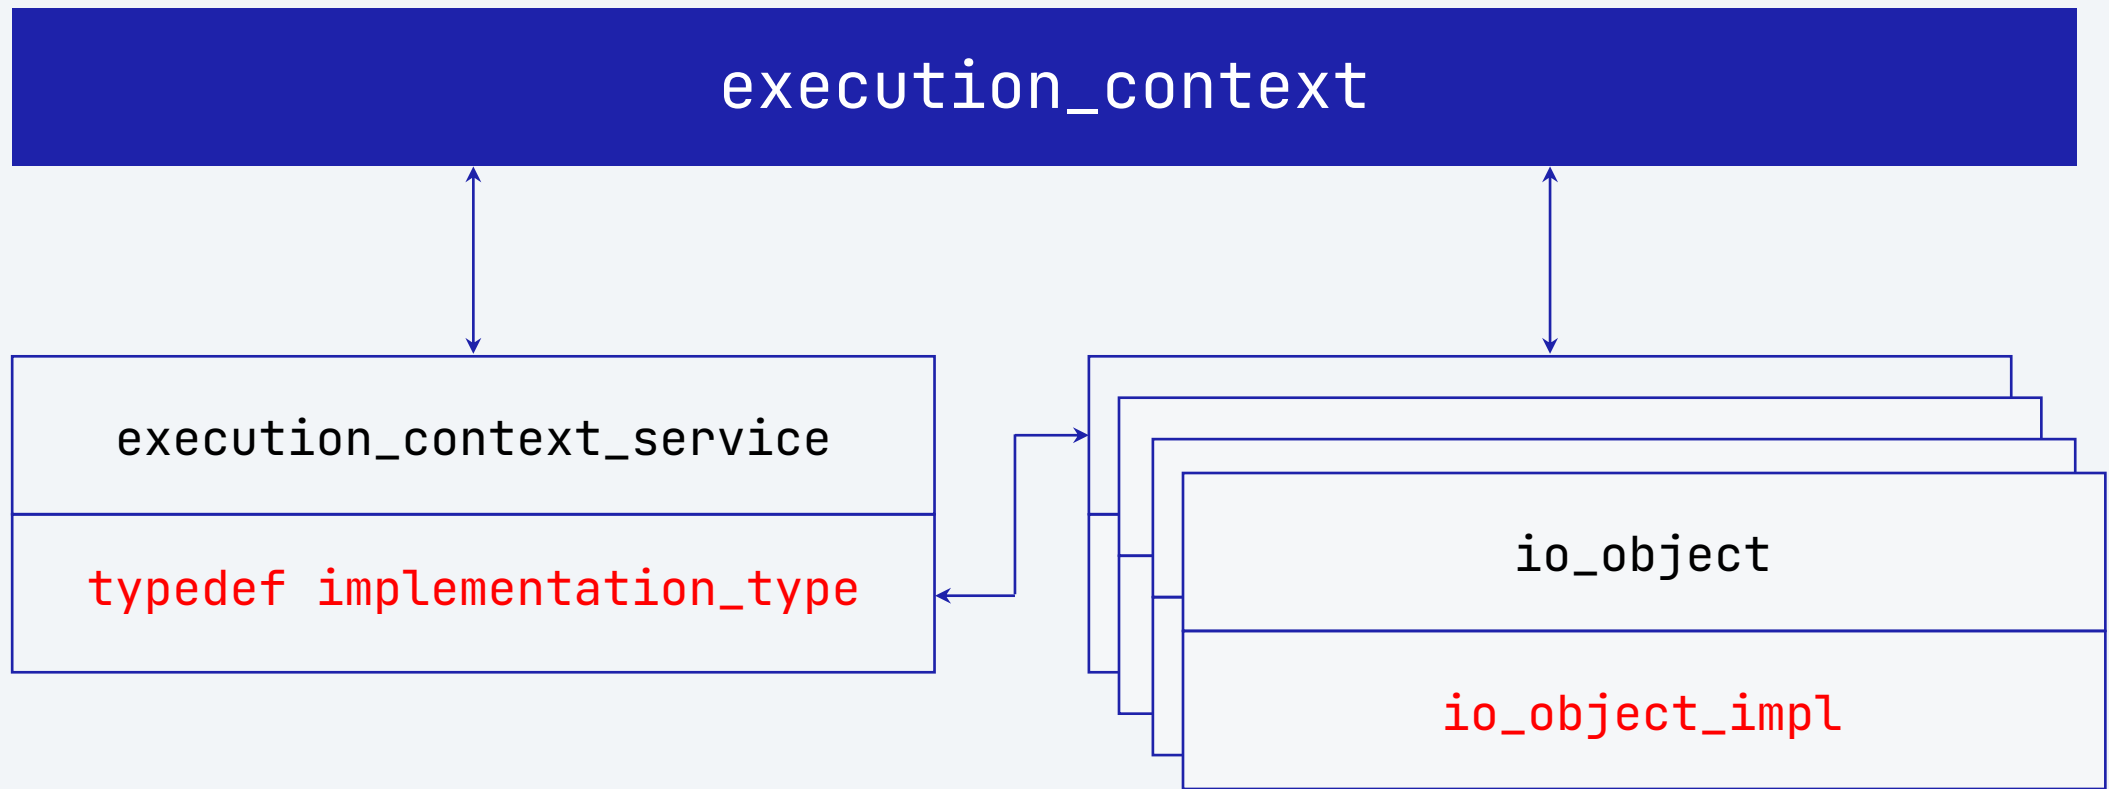 execution_context
execution_context_service
typedef implementation_type
io_object
io_object_impl